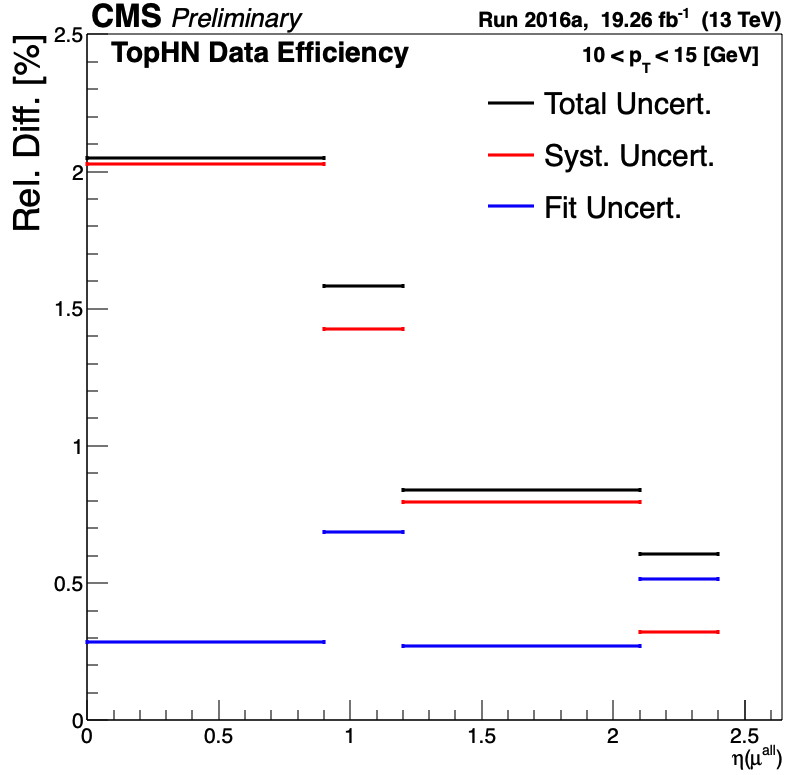 CMS Preliminary
Run 2016a, 19.26 fb⁻¹ (13 TeV)
TopHN Data Efficiency
10 < p_T < 15 [GeV]
Total Uncert.
Syst. Uncert.
Fit Uncert.
Rel. Diff. [%]
2.5
2
1.5
1
0.5
0
0
0.5
1
1.5
2
2.5
η(μ^all)